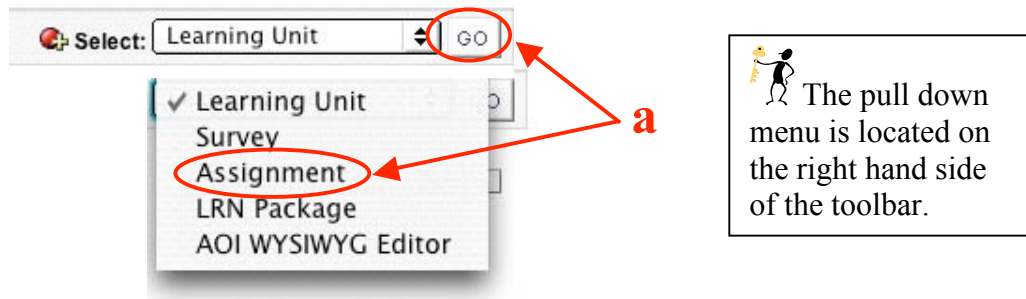 Select: Learning Unit GO
✓ Learning Unit
Survey
Assignment
LRN Package
AOI WYSIWYG Editor
a
The pull down
menu is located on
the right hand side
of the toolbar.